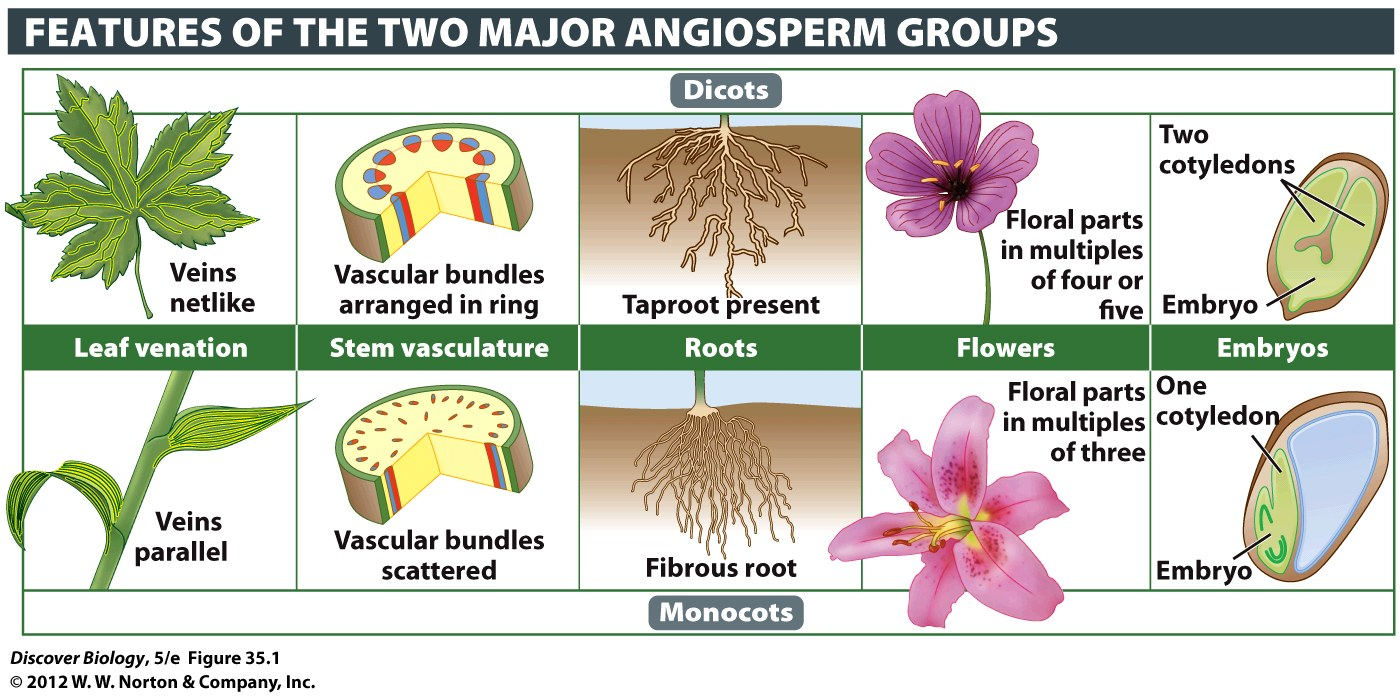 FEATURES OF THE TWO MAJOR ANGIOSPERM GROUPS
Dicots
Veins
netlike
Vascular bundles
arranged in ring
Taproot present
Floral parts
in multiples
of four or
five
Two
cotyledons
Embryo
Leaf venation
Stem vasculature
Roots
Flowers
Embryos
Veins
parallel
Vascular bundles
scattered
Fibrous root
Floral parts
in multiples
of three
One
cotyledon
Embryo
Monocots
Discover Biology, 5/e Figure 35.1
© 2012 W. W. Norton & Company, Inc.